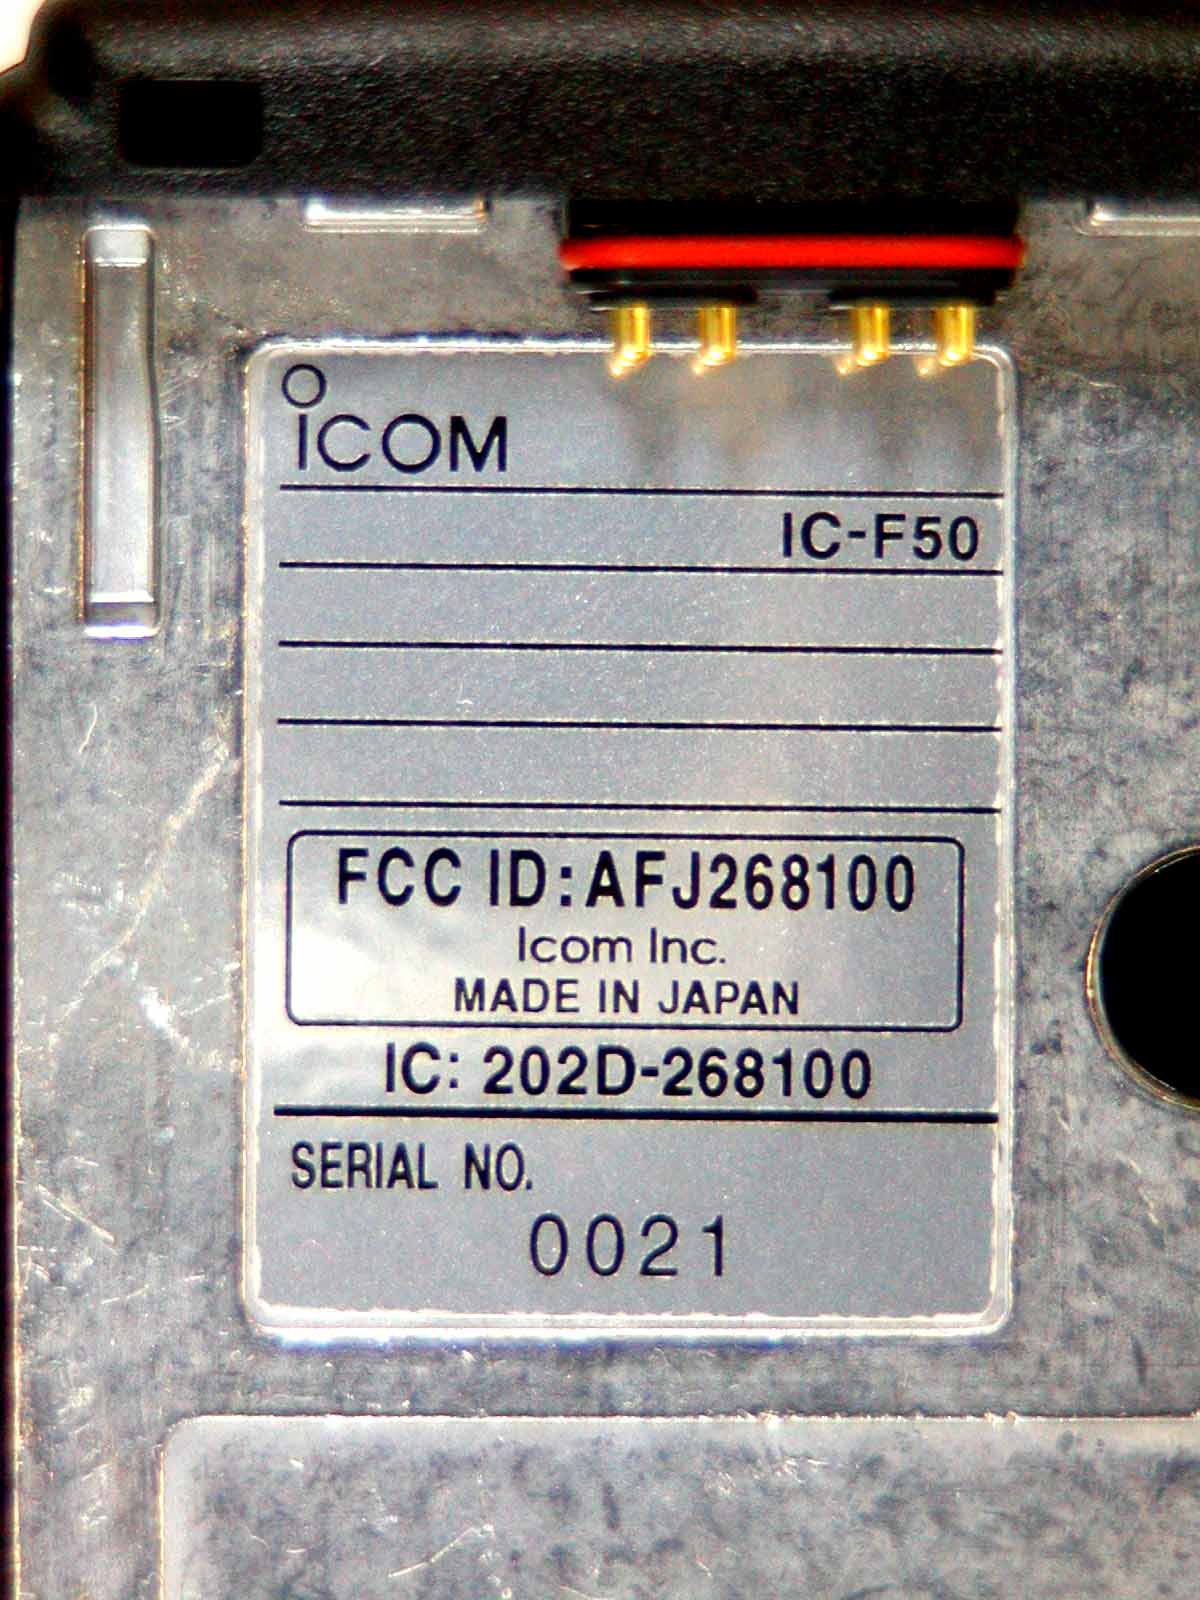 iCOM
IC-F50
FCC ID:AFJ268100
Icom Inc.
MADE IN JAPAN
IC: 202D-268100
SERIAL NO.
0021